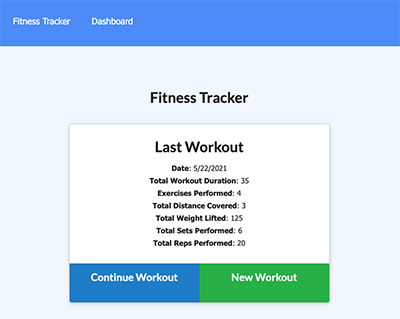 Fitness Tracker Dashboard
Fitness Tracker
Last Workout
Date: 5/22/2021
Total Workout Duration: 35
Exercises Performed: 4
Total Distance Covered: 3
Total Weight Lifted: 125
Total Sets Performed: 6
Total Reps Performed: 20
Continue Workout New Workout